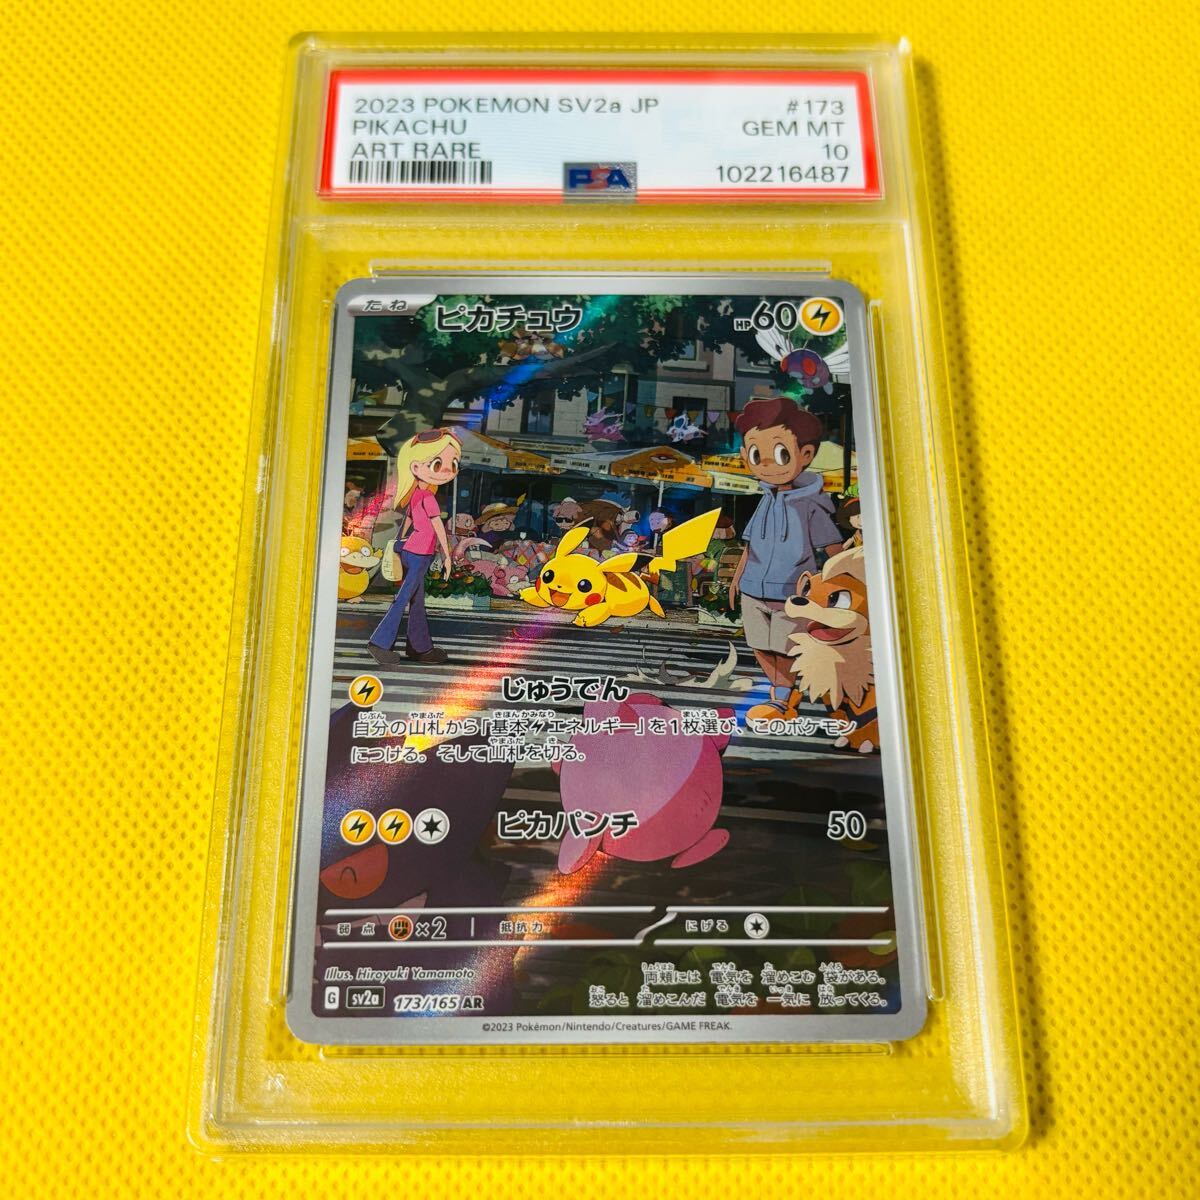 2023 POKEMON SV2a JP #173
PIKACHU GEM MT
ART RARE 10
PSA 102216487
たね ピカチュウ HP60
じゅうでん
自分の山札から「基本エネルギー」を1枚選び、このポケモン
につける。そして山札を切る。
ピカパンチ 50
弱点 ×2 抵抗力 にげる
Illus. Hiroyuki Yamamoto
両頬には 電気を 溜めこむ 袋がある。
怒ると 溜めこんだ 電気を 一気に 放ってくる。
G sv2a 173/165 AR
©2023 Pokémon/Nintendo/Creatures/GAME FREAK.